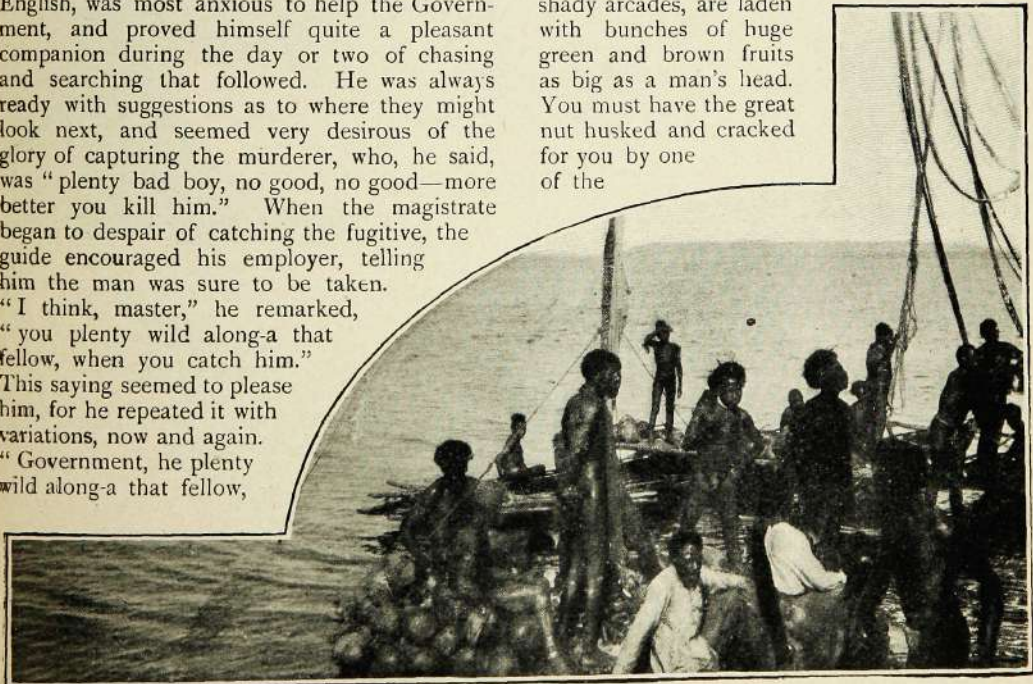 English, was most anxious to help the Govern-
ment, and proved himself quite a pleasant
companion during the day or two of chasing
and searching that followed. He was always
ready with suggestions as to where they might
look next, and seemed very desirous of the
glory of capturing the murderer, who, he said,
was “ plenty bad boy, no good, no good—more
better you kill him.” When the magistrate
began to despair of catching the fugitive, the
guide encouraged his employer, telling
him the man was sure to be taken.
“ I think, master,” he remarked,
“ you plenty wild along-a that
fellow, when you catch him.”
This saying seemed to please
him, for he repeated it with
variations, now and again.
“ Government, he plenty
wild along-a that fellow,
shady arcades, are laden
with bunches of huge
green and brown fruits
as big as a man's head.
You must have the great
nut husked and cracked
for you by one
of the